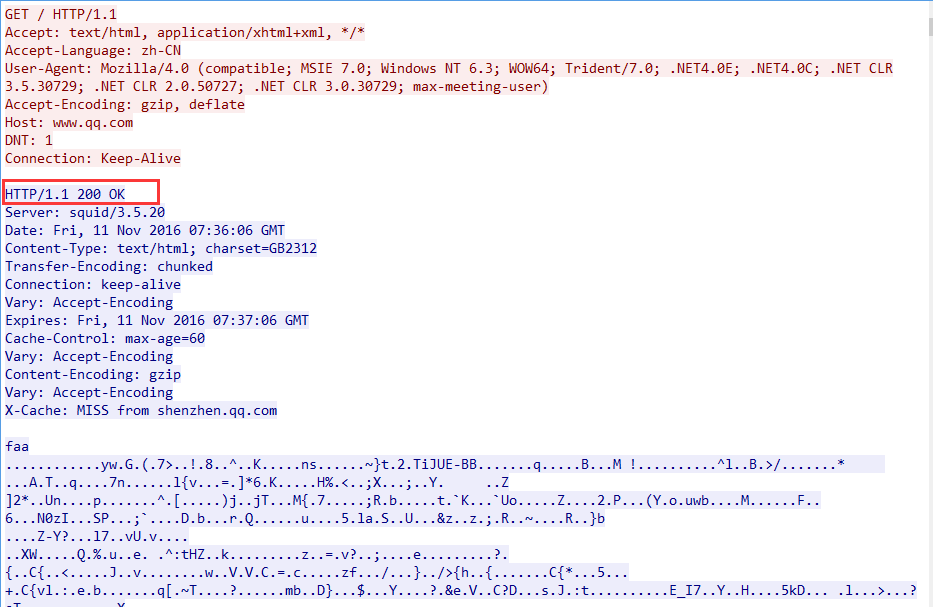 GET / HTTP/1.1
Accept: text/html, application/xhtml+xml, */*
Accept-Language: zh-CN
User-Agent: Mozilla/4.0 (compatible; MSIE 7.0; Windows NT 6.3; WOW64; Trident/7.0; .NET4.0E; .NET4.0C; .NET CLR
3.5.30729; .NET CLR 2.0.50727; .NET CLR 3.0.30729; max-meeting-user)
Accept-Encoding: gzip, deflate
Host: www.qq.com
DNT: 1
Connection: Keep-Alive
HTTP/1.1 200 OK
Server: squid/3.5.20
Date: Fri, 11 Nov 2016 07:36:06 GMT
Content-Type: text/html; charset=GB2312
Transfer-Encoding: chunked
Connection: keep-alive
Vary: Accept-Encoding
Expires: Fri, 11 Nov 2016 07:37:06 GMT
Cache-Control: max-age=60
Vary: Accept-Encoding
Content-Encoding: gzip
Vary: Accept-Encoding
X-Cache: MISS from shenzhen.qq.com
faa
............yw.G.(.7>..!.8..^..K.....ns......~}t.2.TiJUE-BB.......q.....B...M !..........^l..B.>/.......*
...A.T..q....7n......l{v...=.]*6.K.....H%.<..;X...;..Y.     ..Z
]2*..Un....p.......^.[.....)j..jT...M{.7.....;R.b.....t.`K...`Uo.....Z....2.P...(Y.o.uwb....M......F..
6...N0zI...SP...;`....D.b...r.Q......u....5.la.S..U...&z..z.;.R..~....R..}b
....Z-Y?...l7..vU.v....
..XW.....Q.%.u..e. .^:tHZ..k.........z..=.v?..;....e.........?.
{..C{..<.....J..v........w..V.V.C.=.c.....zf.../...}../>{h..{.......C{*...5...
+.C{vl.:.e.b.......q[.~T....?......mb..D}...$...Y....?.&e.V..C?D...s.J.:t..........E_I7..Y..H....5kD... .l...>...?